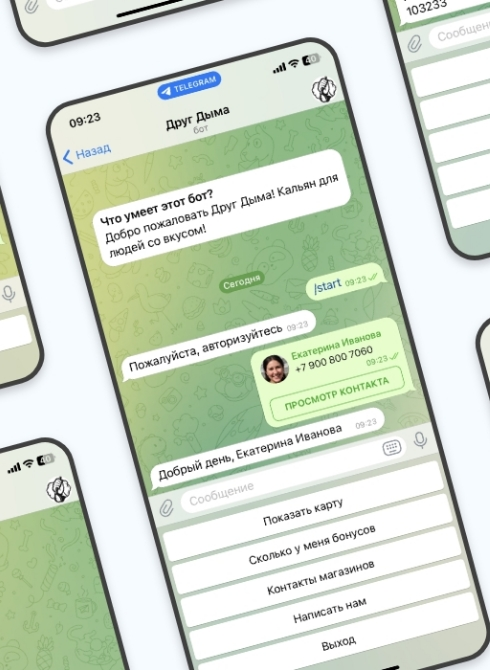 103233
Сообщен
TELEGRAM
40
09:23
Друг Дыма
бот
Назад
Что умеет этот бот?
Добро пожаловать Друг Дыма! Кальян для
людей со вкусом!
Сегодня
/start 09:23
Пожалуйста, авторизуйтесь 09:23
Екатерина Иванова
+7 900 800 7060
09:23
ПРОСМОТР КОНТАКТА
Добрый день, Екатерина Иванова 09:23
Сообщение
Показать карту
Сколько у меня бонусов
Контакты магазинов
Написать нам
Выход
40